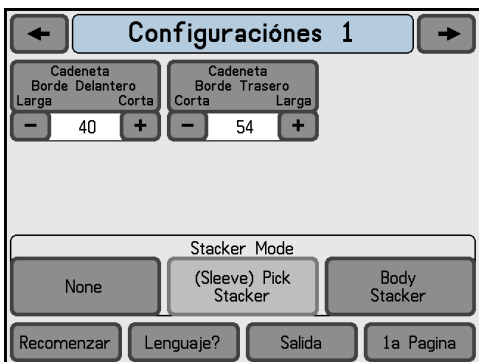 Configuraciónes 1
Cadeneta
Borde Delantero
Larga Corta
- 40 +
Cadeneta
Borde Trasero
Corta Larga
- 54 +
Stacker Mode
None
(Sleeve) Pick
Stacker
Body
Stacker
Recomenzar
Lenguaje?
Salida
1a Pagina